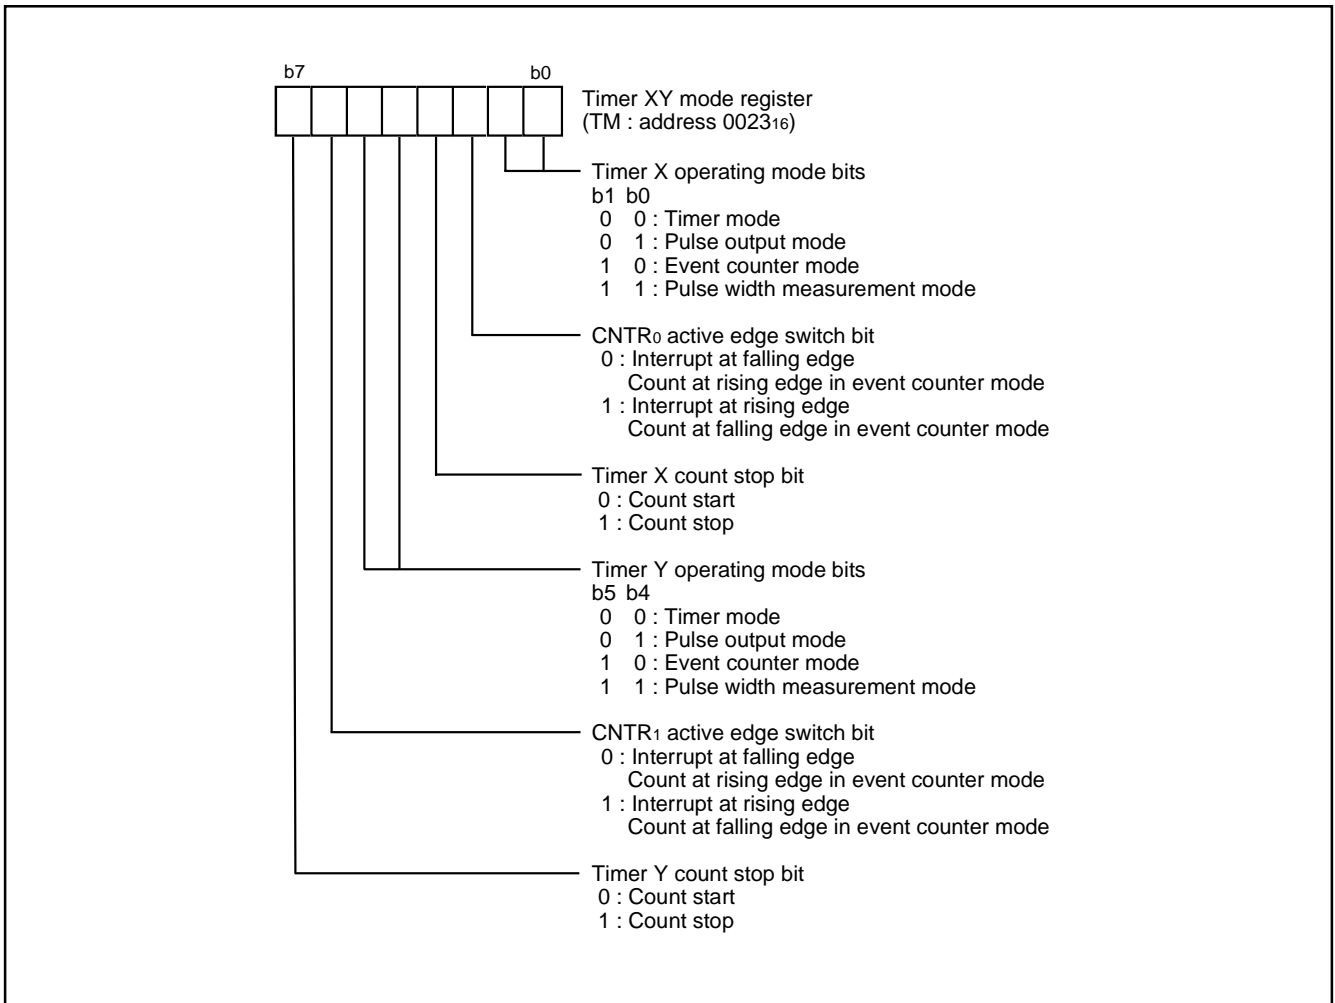 b7 b0
Timer XY mode register
(TM : address 002316)
Timer X operating mode bits
b1 b0
0 0 : Timer mode
0 1 : Pulse output mode
1 0 : Event counter mode
1 1 : Pulse width measurement mode
CNTR0 active edge switch bit
0 : Interrupt at falling edge
Count at rising edge in event counter mode
1 : Interrupt at rising edge
Count at falling edge in event counter mode
Timer X count stop bit
0 : Count start
1 : Count stop
Timer Y operating mode bits
b5 b4
0 0 : Timer mode
0 1 : Pulse output mode
1 0 : Event counter mode
1 1 : Pulse width measurement mode
CNTR1 active edge switch bit
0 : Interrupt at falling edge
Count at rising edge in event counter mode
1 : Interrupt at rising edge
Count at falling edge in event counter mode
Timer Y count stop bit
0 : Count start
1 : Count stop